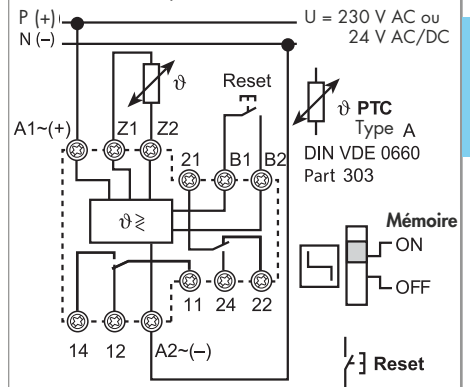 P (+)
U = 230 V AC ou
N (–)
24 V AC/DC
ϑ
Reset
ϑ PTC
Type A
DIN VDE 0660
Part 303
A1~(+) Z1 Z2
21 B1 B2
ϑ ≷
Mémoire
ON
OFF
11 24 22
14 12 A2~(–)
Reset